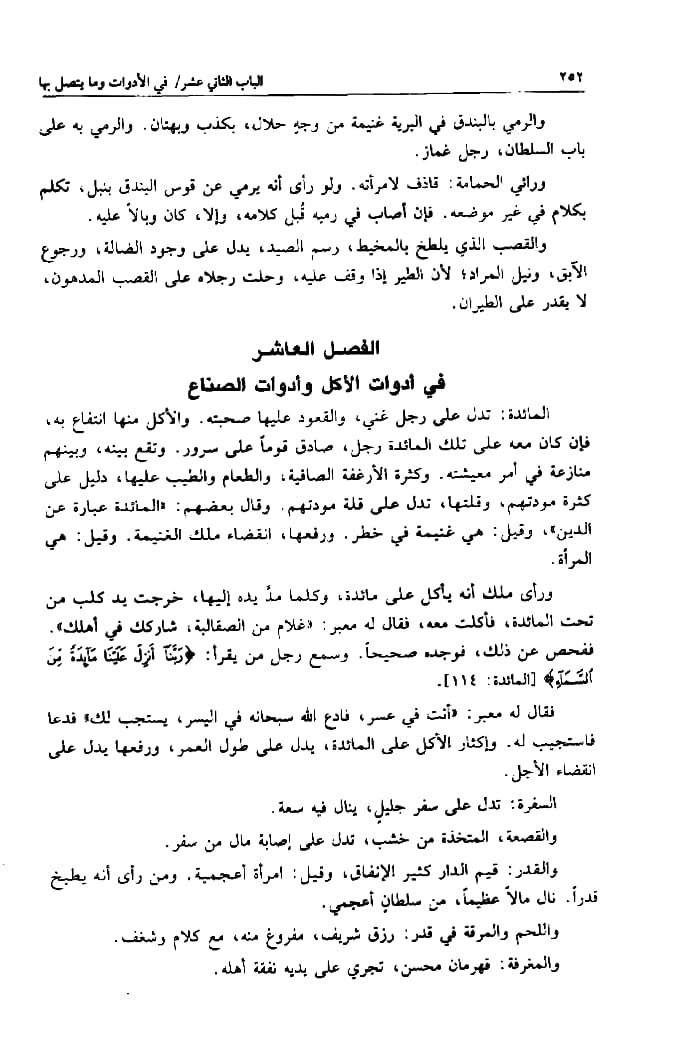 ٢٥٢ الباب الثاني عشر/ في الأدوات وما يتصل بها
والرمي بالبندق في البرية غنيمة من وجهٍ حلال، بكذب وبهتان. والرمي به على
باب السلطان، رجل غماز.
ورائي الحمامة: قاذف لامرأته. ولو رأى أنه يرمي عن قوس البندق بنبل، تكلم
بكلام في غير موضعه. فإن أصاب في رميه قُبل كلامه، وإلا، كان وبالاً عليه.
والقصب الذي يلطخ بالمخيط، رسم الصيد، يدل على وجود الضالة، ورجوع
الآبق، ونيل المراد؛ لأن الطير إذا وقف عليه، وحلت رجلاه على القصب المدهون،
لا يقدر على الطيران.
الفصل العاشر
في أدوات الأكل وأدوات الصناع
المائدة: تدل على رجل غني، والقعود عليها صحبته. والأكل منها انتفاع به،
فإن كان معه على تلك المائدة رجل، صادق قوماً على سرور. وتقع بينه، وبينهم
منازعة في أمر معيشته. وكثرة الأرغفة الصافية، والطعام والطيب عليها، دليل على
كثرة مودتهم، وقلتها، تدل على قلة مودتهم. وقال بعضهم: «المائدة عبارة عن
الدين»، وقيل: هي غنيمة في خطر. ورفعها، انقضاء ملك الغنيمة. وقيل: هي
المرأة.
ورأى ملك أنه يأكل على مائدة، وكلما مدَّ يده إليها، خرجت يد كلب من
تحت المائدة، فأكلت معه، فقال له معبر: «غلام من الصقالبة، شاركك في أهلك».
ففحص عن ذلك، فوجده صحيحاً. وسمع رجل من يقرأ: ﴿رَبَّنَآ أَنزِلْ عَلَيْنَا مَآئِدَةً مِّنَ
ٱلسَّمَآءِ﴾ [المائدة: ١١٤].
فقال له معبر: «أنت في عسر، فادع الله سبحانه في اليسر، يستجب لك» فدعا
فاستجيب له. وإكثار الأكل على المائدة، يدل على طول العمر، ورفعها يدل على
انقضاء الأجل.
السفرة: تدل على سفر جليلٍ، ينال فيه سعة.
والقصعة، المتخذة من خشب، تدل على إصابة مال من سفر.
والقدر: قيم الدار كثير الإنفاق، وقيل: امرأة أعجمية. ومن رأى أنه يطبخ
قدراً. نال مالاً عظيماً، من سلطانٍ أعجمي.
واللحم والمرقة في قدر: رزق شريف، مفروغ منه، مع كلام وشغف.
والمغرفة: قهرمان محسن، تجري على يديه نفقة أهله.